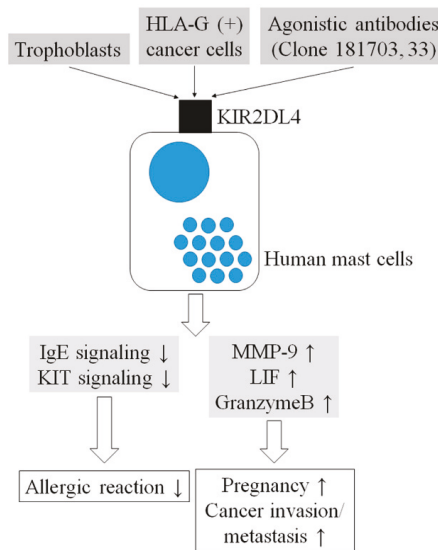 Trophoblasts
HLA-G (+)
cancer cells
Agonistic antibodies
(Clone 181703, 33)
KIR2DL4
Human mast cells
IgE signaling ↓
KIT signaling ↓
MMP-9 ↑
LIF ↑
GranzymeB ↑
Allergic reaction ↓
Pregnancy ↑
Cancer invasion/
metastasis ↑